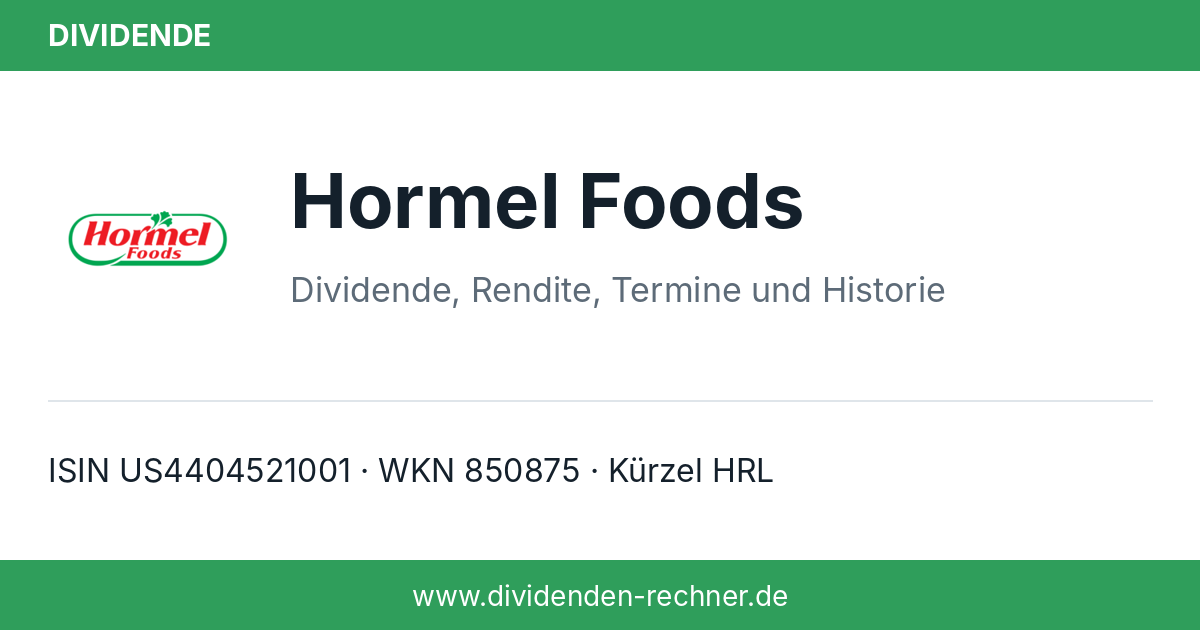 DIVIDENDE
Hormel
Foods
Hormel Foods
Dividende, Rendite, Termine und Historie
ISIN US4404521001 · WKN 850875 · Kürzel HRL
www.dividenden-rechner.de